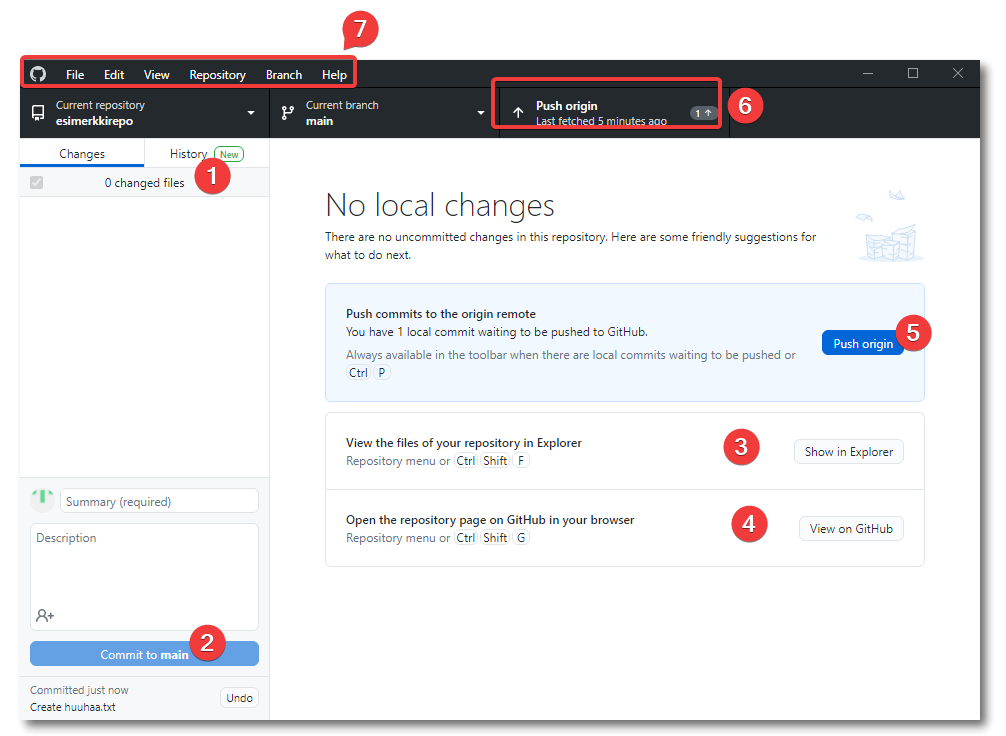 7
File Edit View Repository Branch Help
Current repository
esimerkkirepo
Current branch
main
Push origin
Last fetched 5 minutes ago
1
6
Changes
History New
1
0 changed files
No local changes
There are no uncommitted changes in this repository. Here are some friendly suggestions for
what to do next.
Push commits to the origin remote
You have 1 local commit waiting to be pushed to GitHub.
Always available in the toolbar when there are local commits waiting to be pushed or
Ctrl P
Push origin
5
View the files of your repository in Explorer
Repository menu or Ctrl Shift F
3
Show in Explorer
Open the repository page on GitHub in your browser
Repository menu or Ctrl Shift G
4
View on GitHub
Summary (required)
Description
Commit to main
2
Committed just now
Create huuhaa.txt
Undo